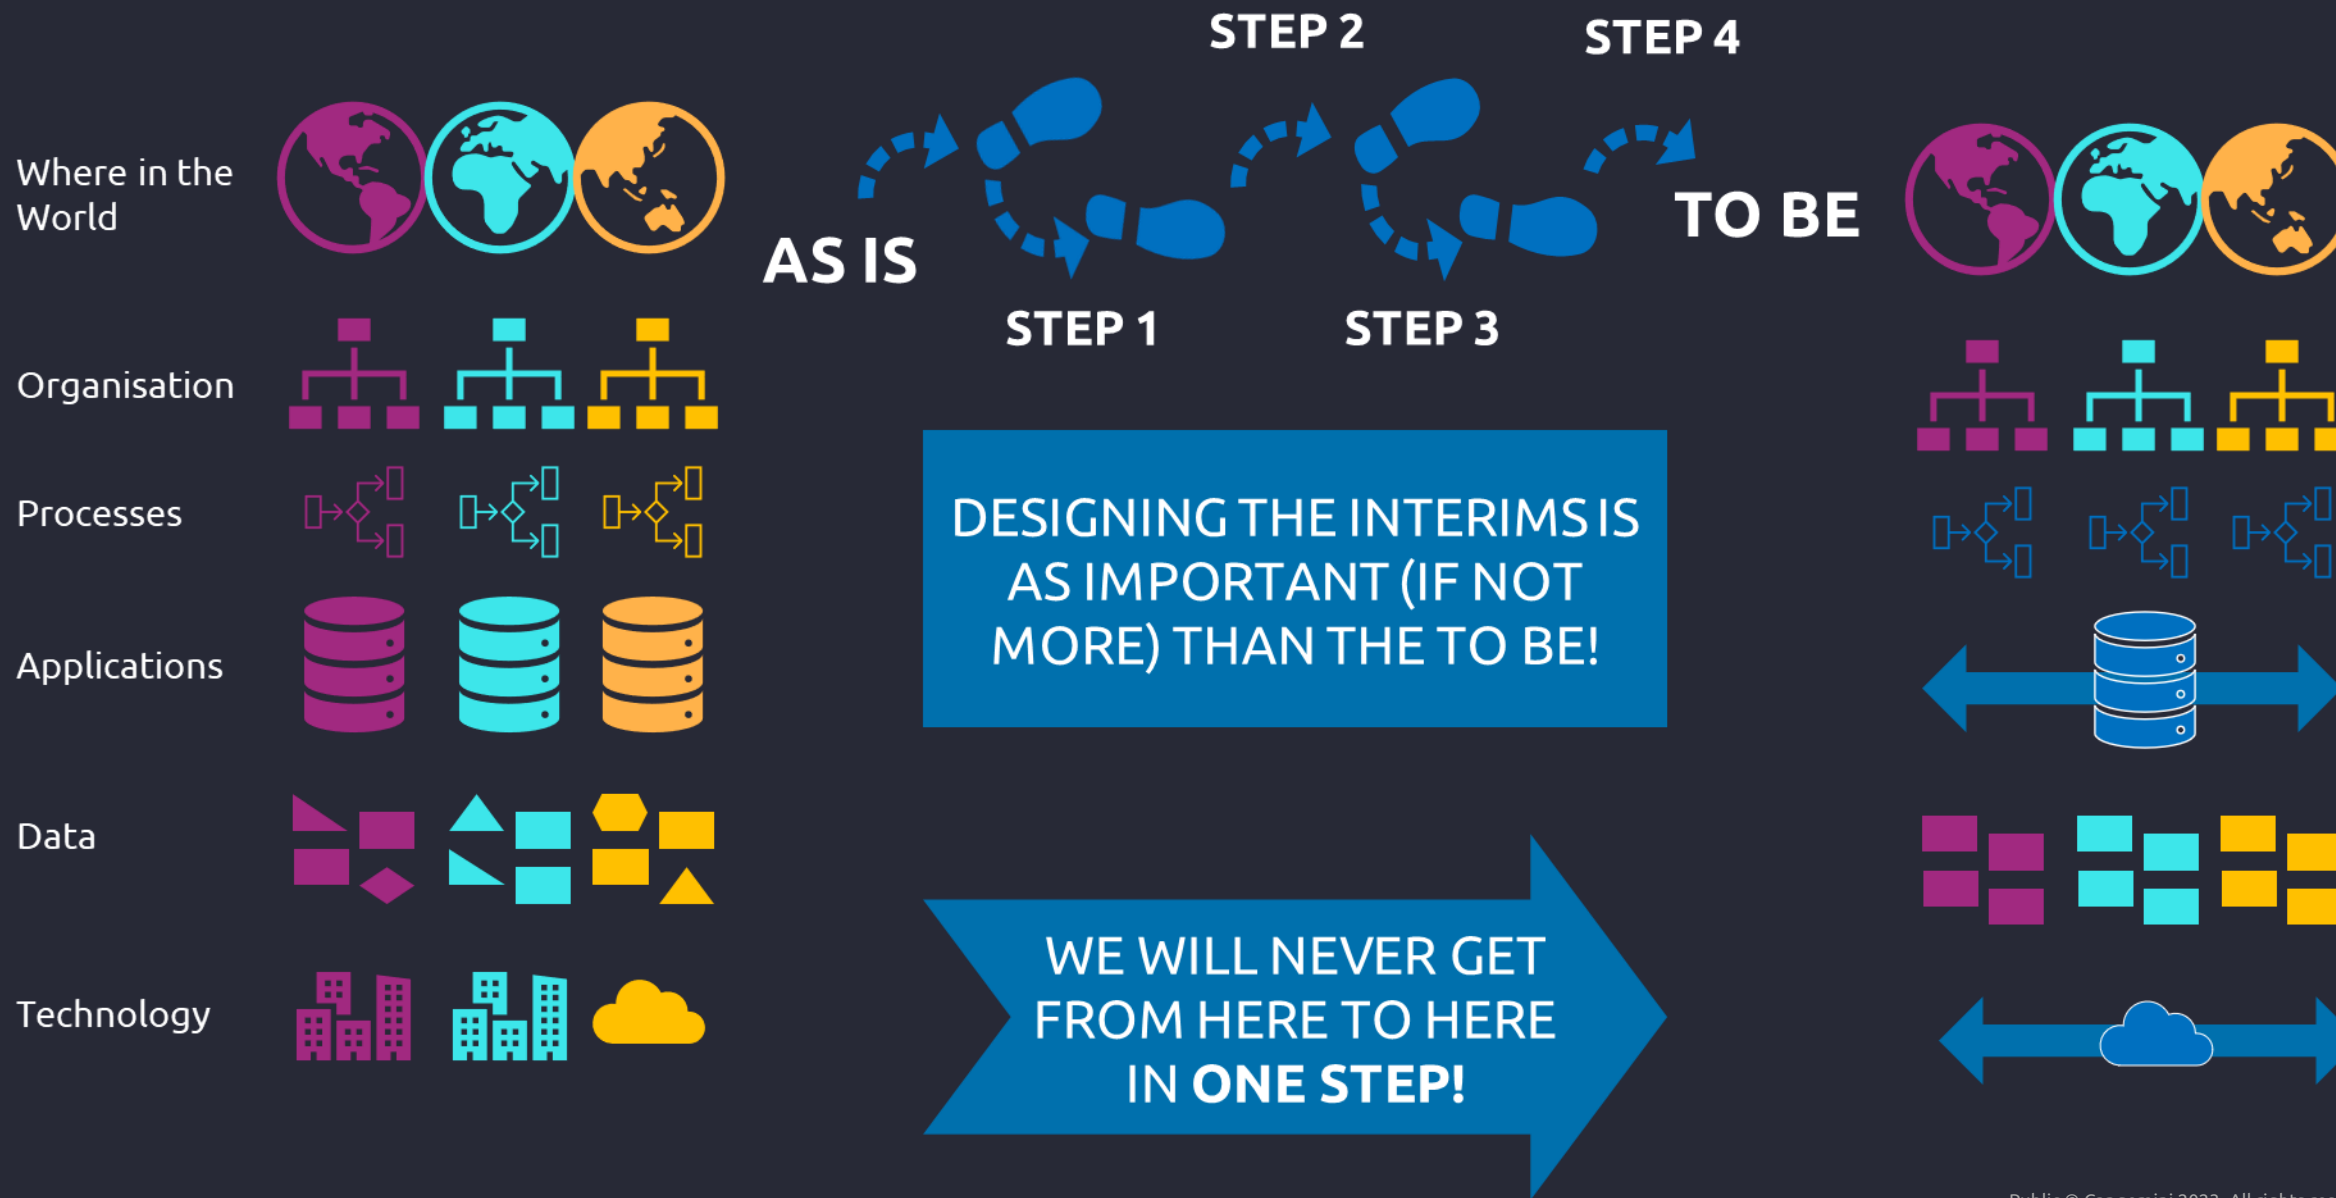 STEP 2
STEP 4
Where in the
World
AS IS
TO BE
STEP 1
STEP 3
Organisation
Processes
DESIGNING THE INTERIMS IS
AS IMPORTANT (IF NOT
MORE) THAN THE TO BE!
Applications
Data
WE WILL NEVER GET
FROM HERE TO HERE
IN ONE STEP!
Technology